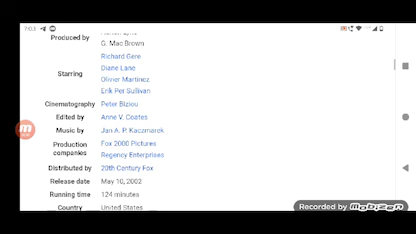 Produced by
G. Mac Brown
Starring
Richard Gere
Diane Lane
Olivier Martinez
Erik Per Sullivan
Cinematography Peter Biziou
Edited by Anne V. Coates
Music by Jan A. P. Kaczmarek
Production companies
Fox 2000 Pictures
Regency Enterprises
Distributed by 20th Century Fox
Release date May 10, 2002
Running time 124 minutes
Country United States
Recorded by Mobizen